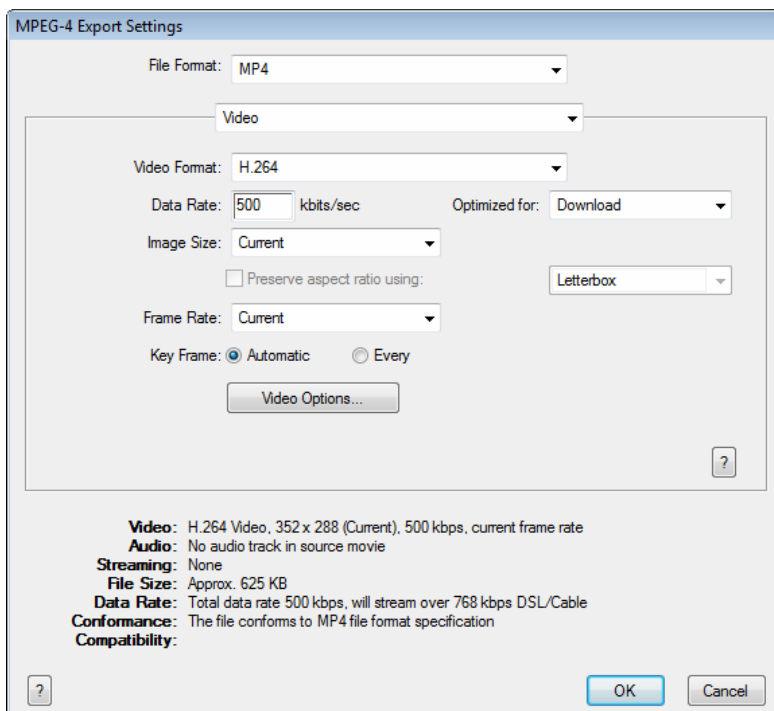 MPEG-4 Export Settings
File Format: MP4
Video
Video Format: H.264
Data Rate: 500 kbits/sec Optimized for: Download
Image Size: Current
Preserve aspect ratio using: Letterbox
Frame Rate: Current
Key Frame: Automatic Every
Video Options...
?
Video: H.264 Video, 352 x 288 (Current), 500 kbps, current frame rate
Audio: No audio track in source movie
Streaming: None
File Size: Approx. 625 KB
Data Rate: Total data rate 500 kbps, will stream over 768 kbps DSL/Cable
Conformance: The file conforms to MP4 file format specification
Compatibility:
? OK Cancel